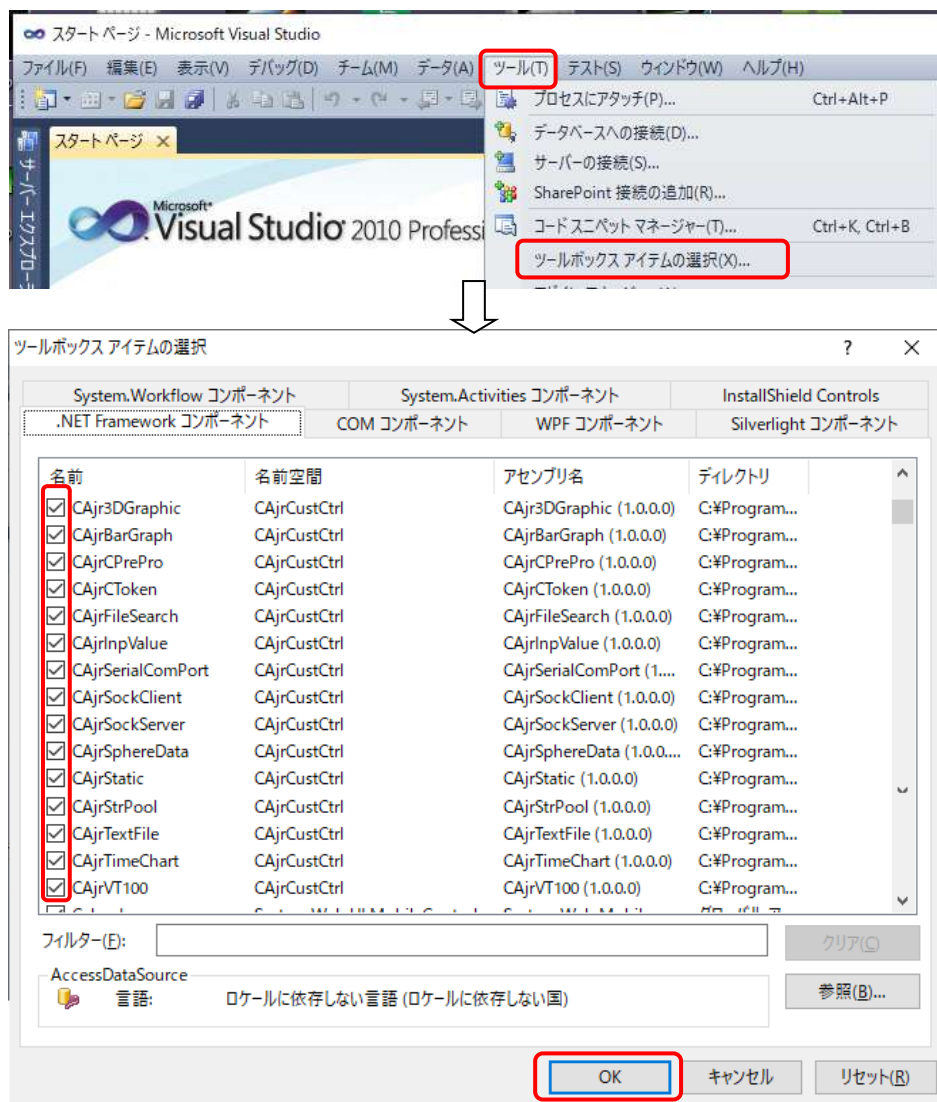 スタート ページ - Microsoft Visual Studio
ファイル(F) 編集(E) 表示(V) デバッグ(D) チーム(M) データ(A) ツール(T) テスト(S) ウィンドウ(W) ヘルプ(H)
プロセスにアタッチ(P)... Ctrl+Alt+P
スタート ページ
データベースへの接続(D)...
サーバーの接続(S)...
SharePoint 接続の追加(R)...
サーバー エクスプローラー
Microsoft
Visual Studio 2010 Professi
コード スニペット マネージャー(T)... Ctrl+K, Ctrl+B
ツールボックス アイテムの選択(X)...
ツールボックス アイテムの選択 ?
System.Workflow コンポーネント System.Activities コンポーネント InstallShield Controls
.NET Framework コンポーネント COM コンポーネント WPF コンポーネント Silverlight コンポーネント
名前 名前空間 アセンブリ名 ディレクトリ
CAjr3DGraphic CAjrCustCtrl CAjr3DGraphic (1.0.0.0) C:¥Program...
CAjrBarGraph CAjrCustCtrl CAjrBarGraph (1.0.0.0) C:¥Program...
CAjrCPrePro CAjrCustCtrl CAjrCPrePro (1.0.0.0) C:¥Program...
CAjrCToken CAjrCustCtrl CAjrCToken (1.0.0.0) C:¥Program...
CAjrFileSearch CAjrCustCtrl CAjrFileSearch (1.0.0.0) C:¥Program...
CAjrInpValue CAjrCustCtrl CAjrInpValue (1.0.0.0) C:¥Program...
CAjrSerialComPort CAjrCustCtrl CAjrSerialComPort (1.... C:¥Program...
CAjrSockClient CAjrCustCtrl CAjrSockClient (1.0.0.0) C:¥Program...
CAjrSockServer CAjrCustCtrl CAjrSockServer (1.0.0.0) C:¥Program...
CAjrSphereData CAjrCustCtrl CAjrSphereData (1.0.0.... C:¥Program...
CAjrStatic CAjrCustCtrl CAjrStatic (1.0.0.0) C:¥Program...
CAjrStrPool CAjrCustCtrl CAjrStrPool (1.0.0.0) C:¥Program...
CAjrTextFile CAjrCustCtrl CAjrTextFile (1.0.0.0) C:¥Program...
CAjrTimeChart CAjrCustCtrl CAjrTimeChart (1.0.0.0) C:¥Program...
CAjrVT100 CAjrCustCtrl CAjrVT100 (1.0.0.0) C:¥Program...
フィルター(F): クリア(C)
AccessDataSource
言語: ロケールに依存しない言語 (ロケールに依存しない国) 参照(B)...
OK キャンセル リセット(R)